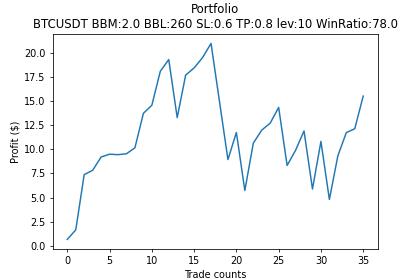 Portfolio
BTCUSDT BBM:2.0 BBL:260 SL:0.6 TP:0.8 lev:10 WinRatio:78.0
20.0
17.5
15.0
12.5
10.0
7.5
5.0
2.5
0.0
Profit ($)
0 5 10 15 20 25 30 35
Trade counts